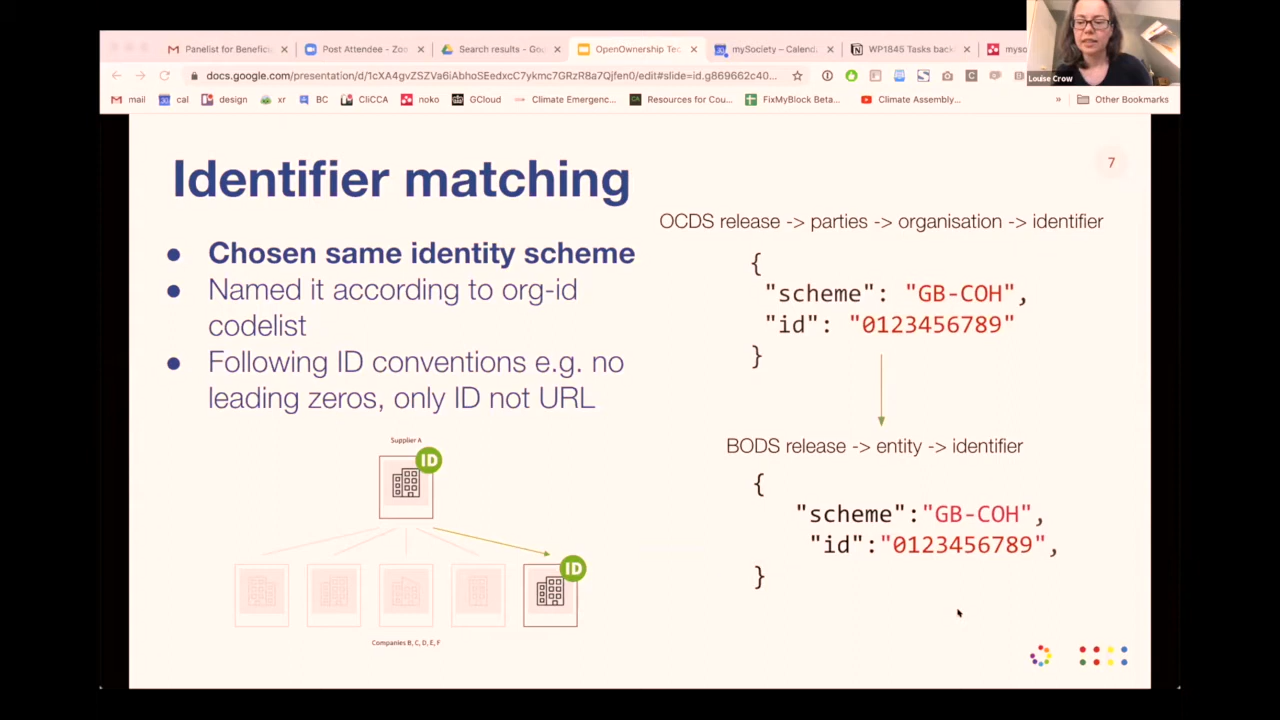 Panelist for Benefici
Post Attendee - Zoo
Search results - Goo
OpenOwnership Tec
mySociety – Calend
WP1845 Tasks back
myso
docs.google.com/presentation/d/1cXA4gvZSZVa6iAbhoSEedxcC7ykmc7GRzR8a7Qjfen0/edit#slide=id.g869662c40...
Louise Crow
mail
cal
design
xr
BC
CliCCA
noko
GCloud
Climate Emergenc...
Resources for Cou...
FixMyBlock Beta...
Climate Assembly...
»
Other Bookmarks
Identifier matching
7
● Chosen same identity scheme
● Named it according to org-id
codelist
● Following ID conventions e.g. no
leading zeros, only ID not URL
OCDS release -> parties -> organisation -> identifier
{
"scheme": "GB-COH",
"id": "0123456789"
}
BODS release -> entity -> identifier
{
"scheme":"GB-COH",
"id":"0123456789",
}
Supplier A
ID
ID
Companies B, C, D, E, F